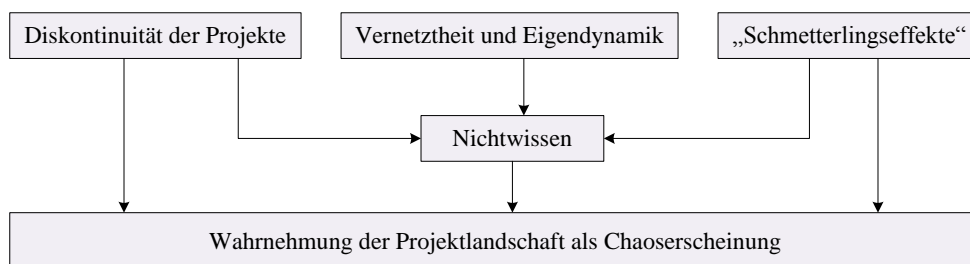 Diskontinuität der Projekte
Vernetztheit und Eigendynamik
„Schmetterlingseffekte“
Nichtwissen
Wahrnehmung der Projektlandschaft als Chaoserscheinung